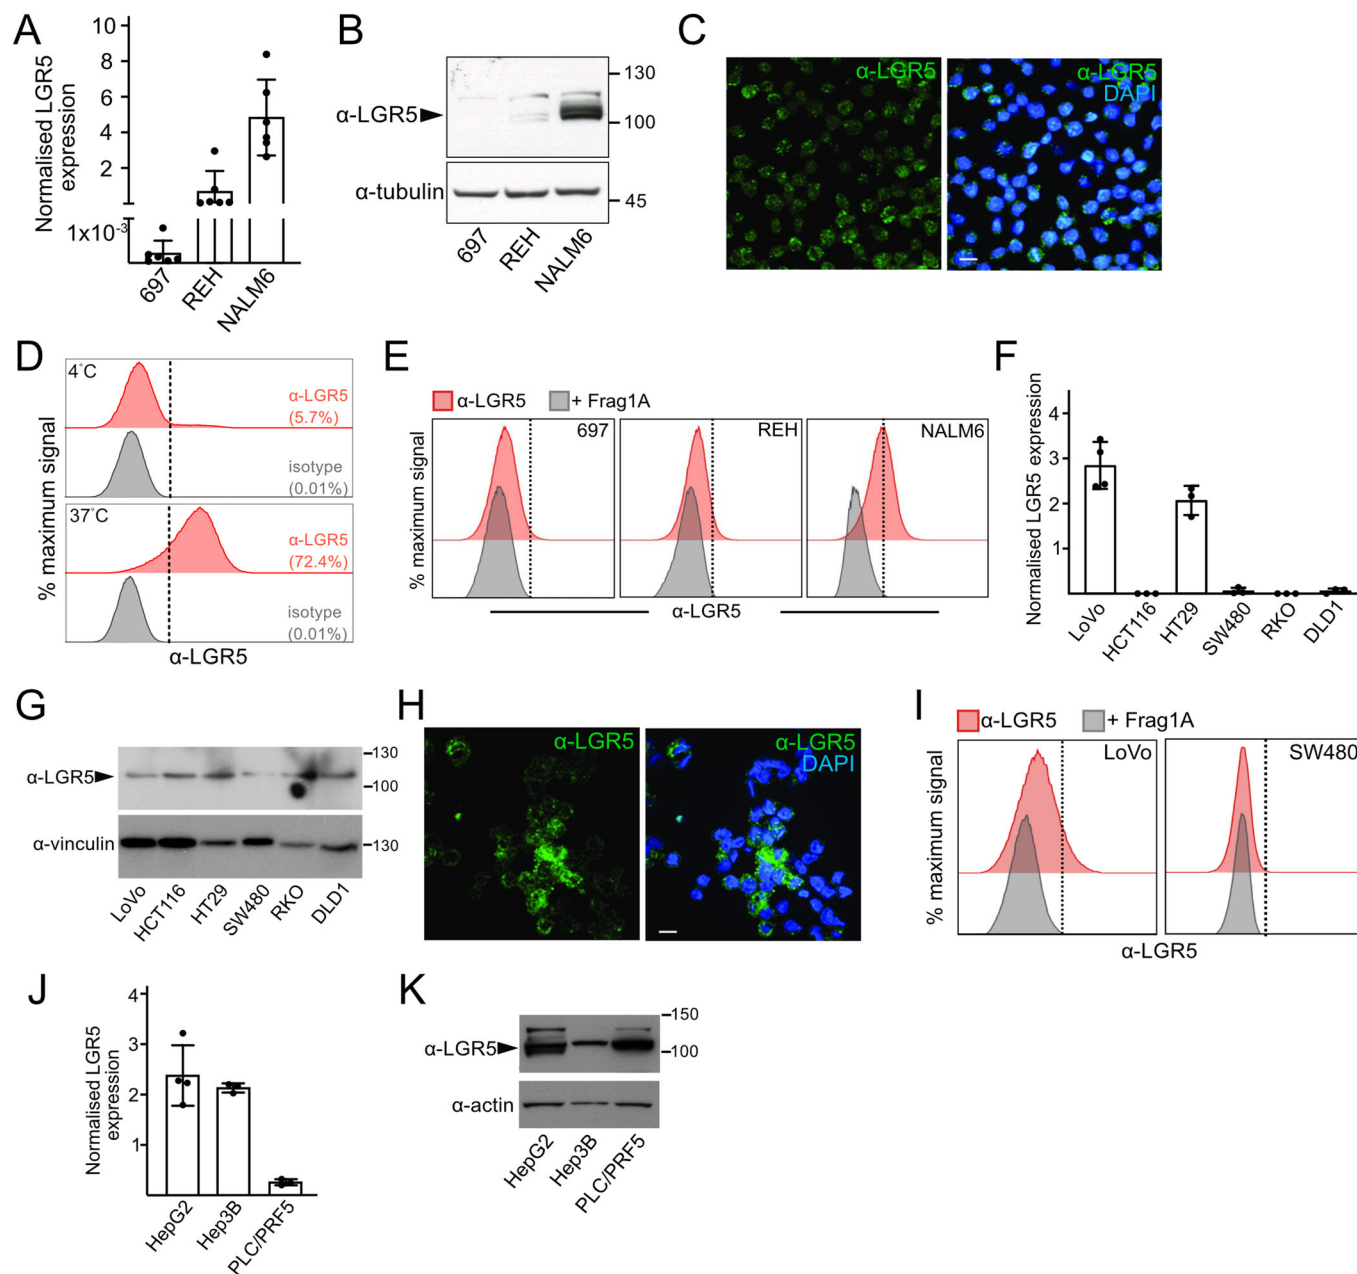 A
Normalised LGR5
expression
10
8
6
4
2
1x10⁻³
697
REH
NALM6
B
α-LGR5
130
100
α-tubulin
45
697
REH
NALM6
C
α-LGR5
α-LGR5
DAPI
D
% maximum signal
4°C
α-LGR5
(5.7%)
isotype
(0.01%)
37°C
α-LGR5
(72.4%)
isotype
(0.01%)
α-LGR5
E
α-LGR5
+ Frag1A
% maximum signal
697
REH
NALM6
α-LGR5
F
Normalised LGR5 expression
4
3
2
1
LoVo
HCT116
HT29
SW480
RKO
DLD1
G
α-LGR5
130
100
α-vinculin
130
LoVo
HCT116
HT29
SW480
RKO
DLD1
H
α-LGR5
α-LGR5
DAPI
I
α-LGR5
+ Frag1A
% maximum signal
LoVo
SW480
α-LGR5
J
Normalised LGR5
expression
4
3
2
1
HepG2
Hep3B
PLC/PRF5
K
α-LGR5
150
100
α-actin
HepG2
Hep3B
PLC/PRF5